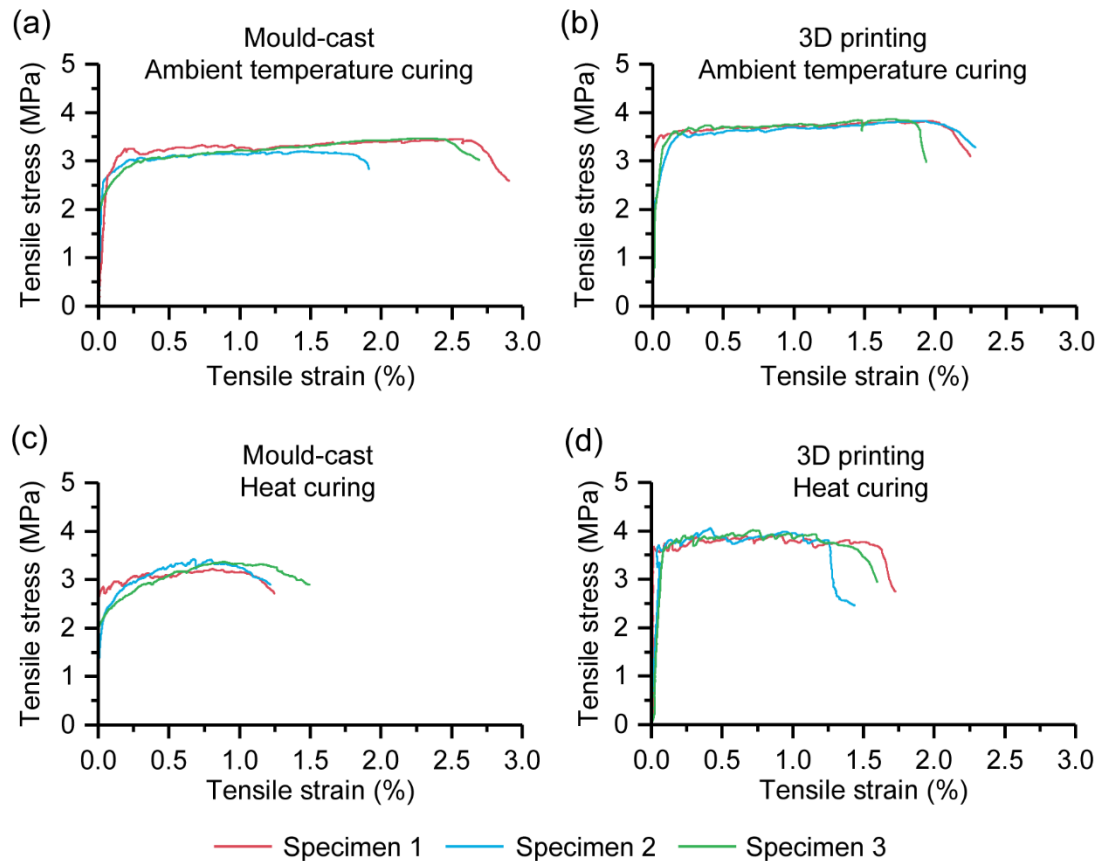 (a)
Mould-cast
Ambient temperature curing
Tensile stress (MPa)
5
4
3
2
1
0
0.0 0.5 1.0 1.5 2.0 2.5 3.0
Tensile strain (%)
(b)
3D printing
Ambient temperature curing
Tensile stress (MPa)
5
4
3
2
1
0
0.0 0.5 1.0 1.5 2.0 2.5 3.0
Tensile strain (%)
(c)
Mould-cast
Heat curing
Tensile stress (MPa)
5
4
3
2
1
0
0.0 0.5 1.0 1.5 2.0 2.5 3.0
Tensile strain (%)
(d)
3D printing
Heat curing
Tensile stress (MPa)
5
4
3
2
1
0
0.0 0.5 1.0 1.5 2.0 2.5 3.0
Tensile strain (%)
Specimen 1 Specimen 2 Specimen 3